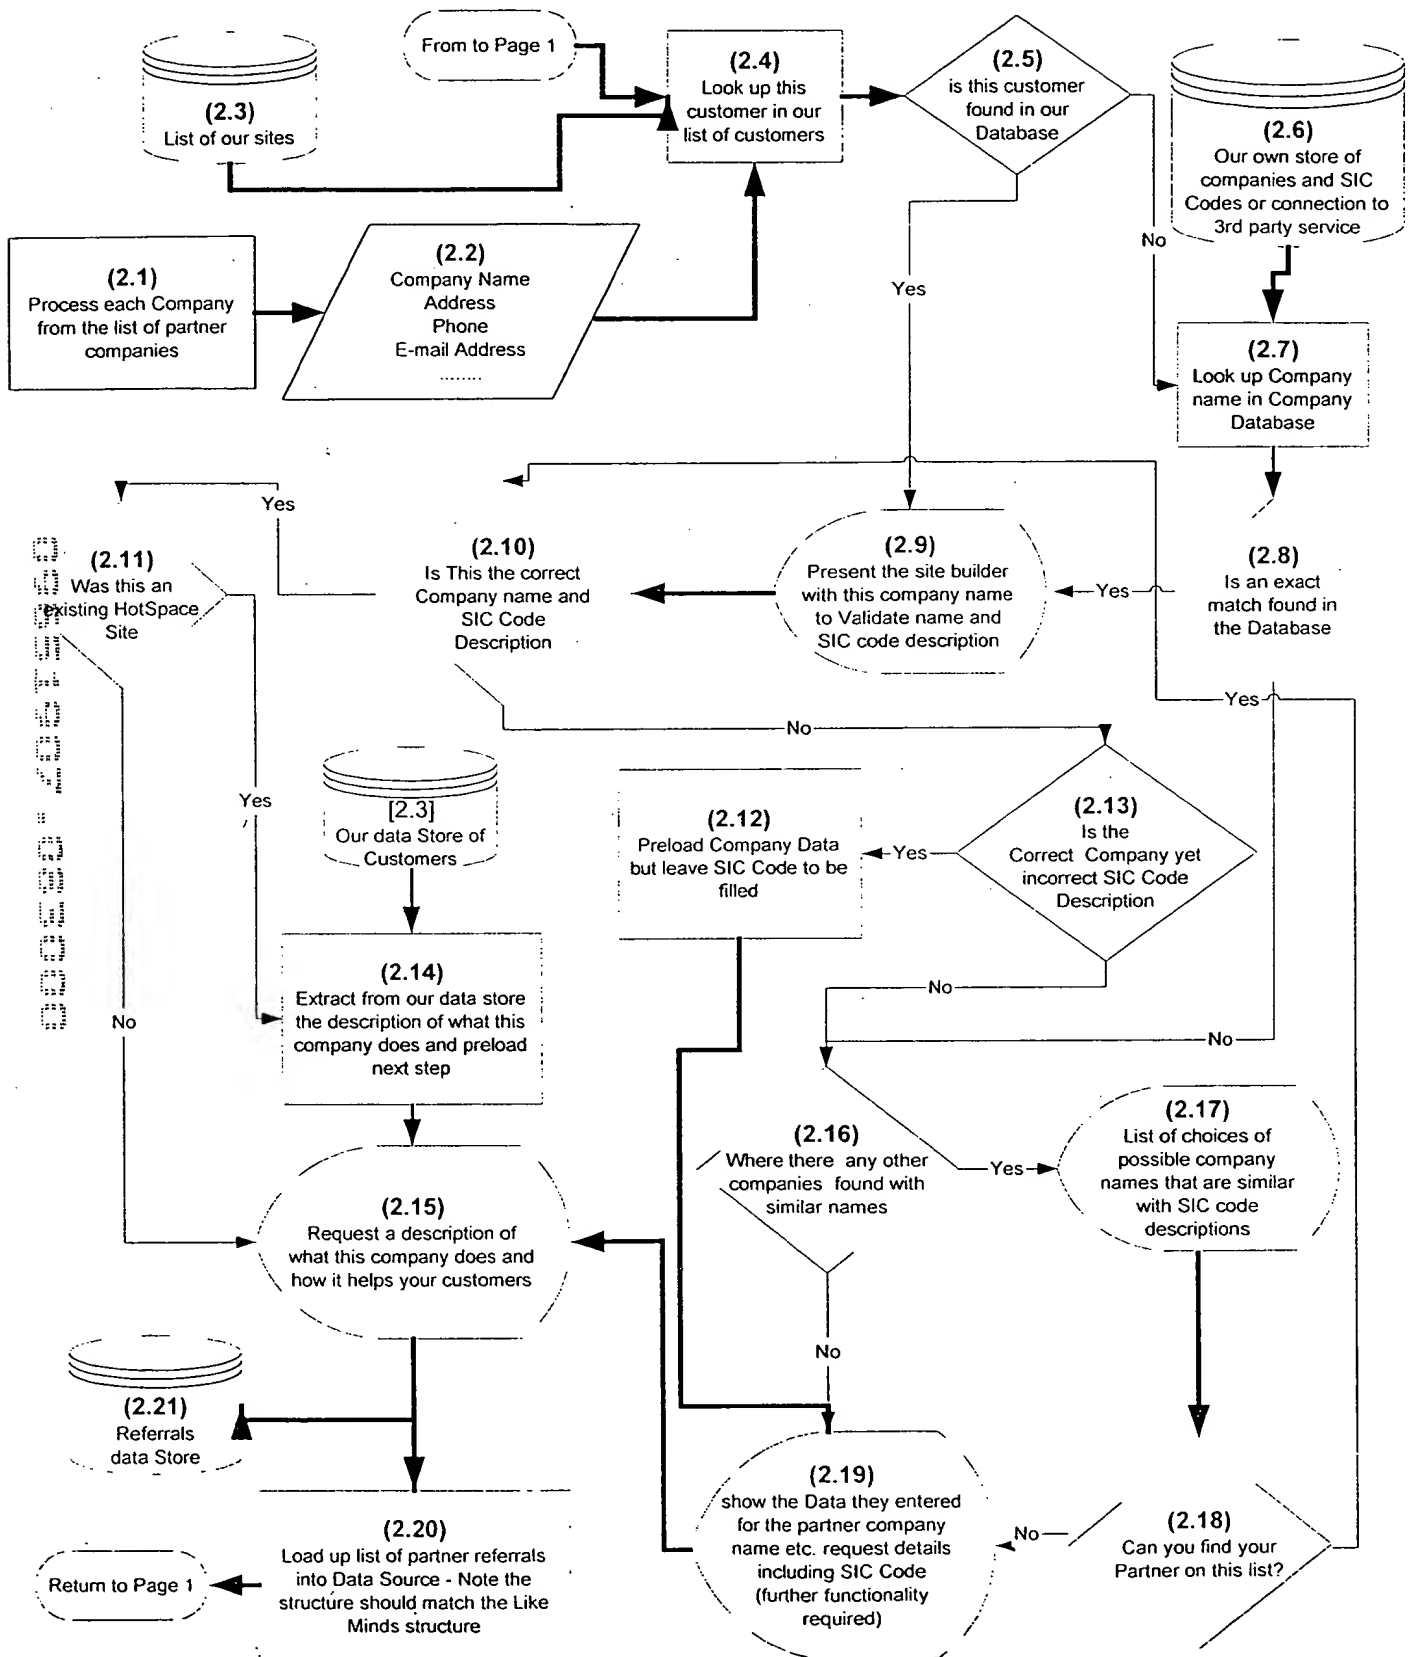 From to Page 1
(2.3)
List of our sites
(2.4)
Look up this
customer in our
list of customers
(2.5)
is this customer
found in our
Database
(2.6)
Our own store of
companies and SIC
Codes or connection to
3rd party service
(2.1)
Process each Company
from the list of partner
companies
(2.2)
Company Name
Address
Phone
E-mail Address
........
Yes
No
(2.7)
Look up Company
name in Company
Database
Yes
(2.11)
Was this an
existing HotSpace
Site
(2.10)
Is This the correct
Company name and
SIC Code
Description
(2.9)
Present the site builder
with this company name
to Validate name and
SIC code description
Yes
(2.8)
Is an exact
match found in
the Database
No
Yes
Yes
[2.3]
Our data Store of
Customers
(2.12)
Preload Company Data
but leave SIC Code to be
filled
Yes
(2.13)
Is the
Correct Company yet
incorrect SIC Code
Description
No
No
No
(2.14)
Extract from our data store
the description of what this
company does and preload
next step
(2.15)
Request a description of
what this company does and
how it helps your customers
(2.16)
Where there any other
companies found with
similar names
Yes
(2.17)
List of choices of
possible company
names that are similar
with SIC code
descriptions
No
(2.21)
Referrals
data Store
(2.20)
Load up list of partner referrals
into Data Source - Note the
structure should match the Like
Minds structure
Return to Page 1
(2.19)
show the Data they entered
for the partner company
name etc. request details
including SIC Code
(further functionality
required)
No
(2.18)
Can you find your
Partner on this list?